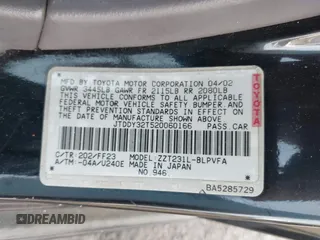 MFD BY TOYOTA MOTOR CORPORATION 04/02
GVWR 3445LB GAWR FR 2115LB RR 2080LB
THIS VEHICLE CONFORMS TO ALL APPLICABLE
FEDERAL MOTOR VEHICLE SAFETY, BUMPER, AND
THEFT PREVENTION STANDARDS IN EFFECT ON
THE DATE OF MANUFACTURE SHOWN ABOVE.
JTDDY32T520060166 PASS. CAR
C/TR 202/FF23 ZZT231L-BLPVFA
A/TM -04A/U240E MADE IN JAPAN
NO.946
BA5285729
TOYOTA
TOYOTA